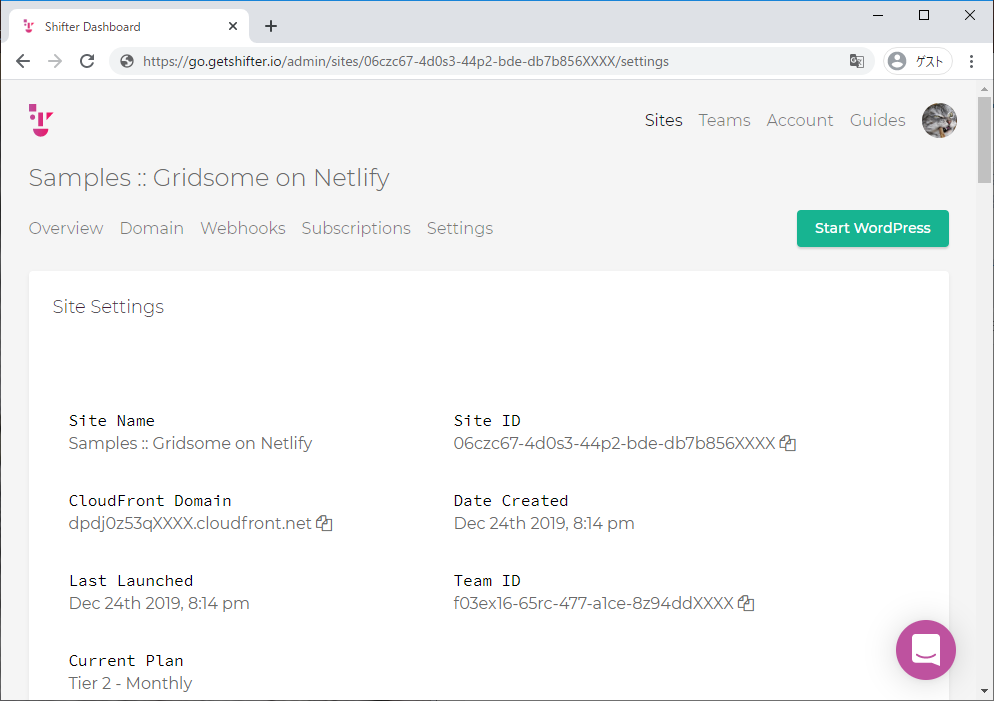 Shifter Dashboard
https://go.getshifter.io/admin/sites/06czc67-4d0s3-44p2-bde-db7b856XXXX/settings
ゲスト
Sites Teams Account Guides
Samples :: Gridsome on Netlify
Overview Domain Webhooks Subscriptions Settings
Start WordPress
Site Settings
Site Name
Samples :: Gridsome on Netlify
Site ID
06czc67-4d0s3-44p2-bde-db7b856XXXX
CloudFront Domain
dpdj0z53qXXXX.cloudfront.net
Date Created
Dec 24th 2019, 8:14 pm
Last Launched
Dec 24th 2019, 8:14 pm
Team ID
f03ex16-65rc-477-a1ce-8z94ddXXXX
Current Plan
Tier 2 - Monthly